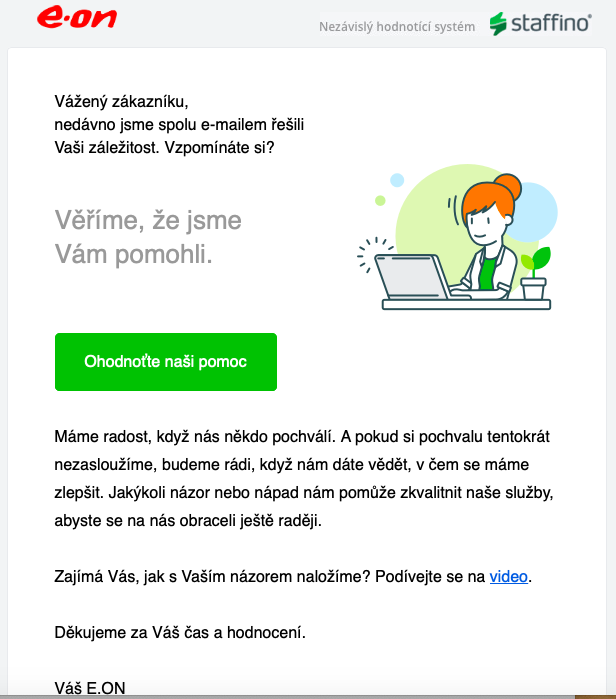 e·on
Nezávislý hodnotící systém
staffino
Vážený zákazníku,
nedávno jsme spolu e-mailem řešili
Vaši záležitost. Vzpomínáte si?
Věříme, že jsme
Vám pomohli.
Ohodnoťte naši pomoc
Máme radost, když nás někdo pochválí. A pokud si pochvalu tentokrát
nezasloužíme, budeme rádi, když nám dáte vědět, v čem se máme
zlepšit. Jakýkoli názor nebo nápad nám pomůže zkvalitnit naše služby,
abyste se na nás obraceli ještě raději.
Zajímá Vás, jak s Vaším názorem naložíme? Podívejte se na video.
Děkujeme za Váš čas a hodnocení.
Váš E.ON